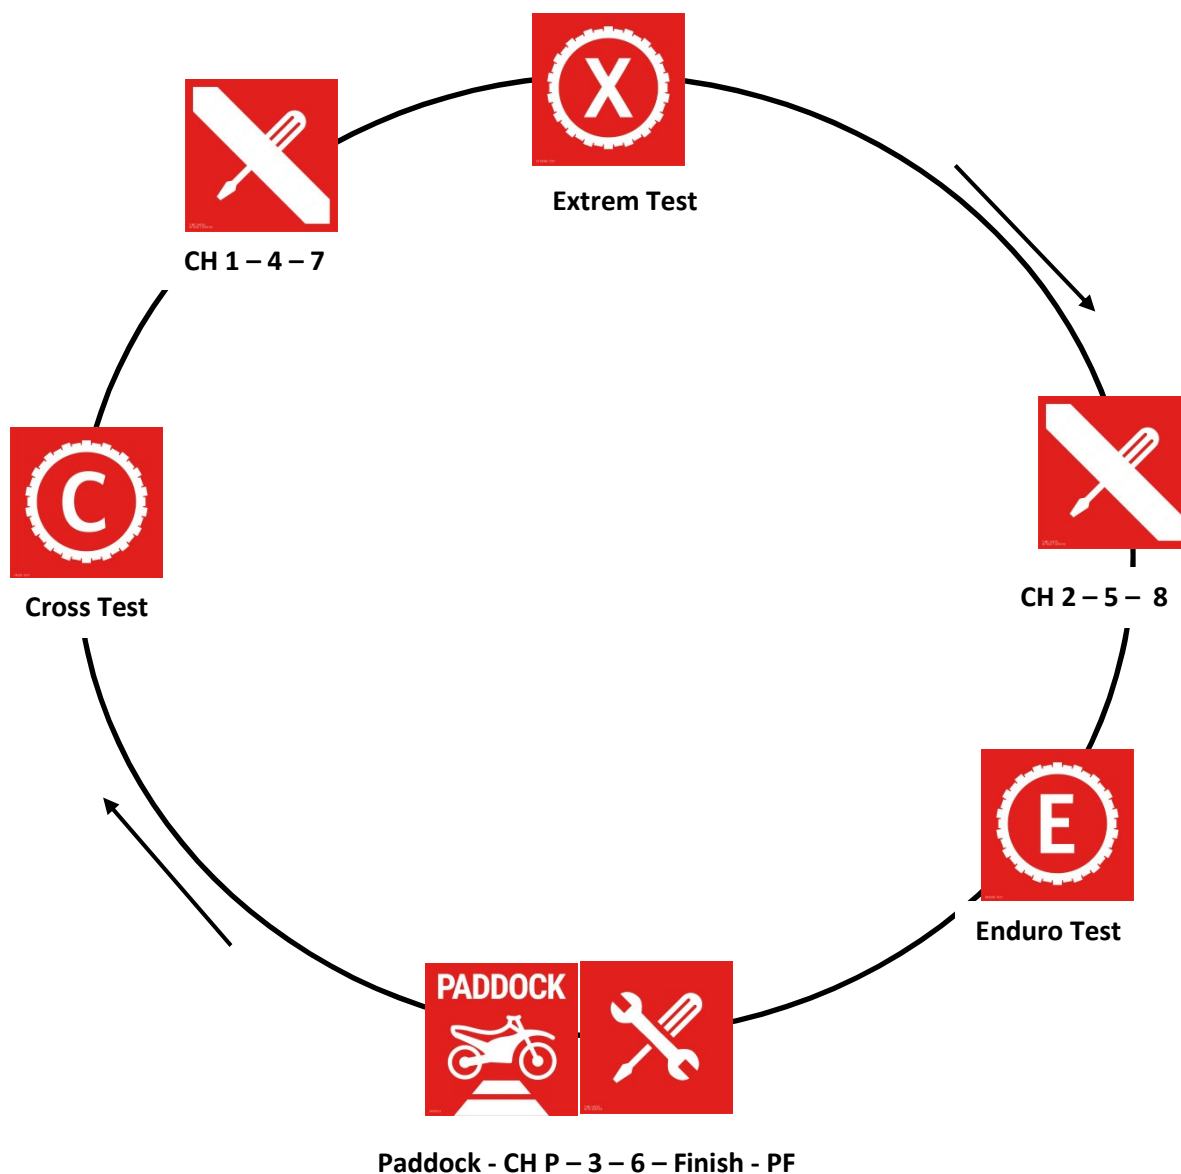 X
Extrem Test
CH 1 – 4 – 7
C
Cross Test
CH 2 – 5 – 8
E
Enduro Test
PADDOCK
Paddock - CH P – 3 – 6 – Finish - PF